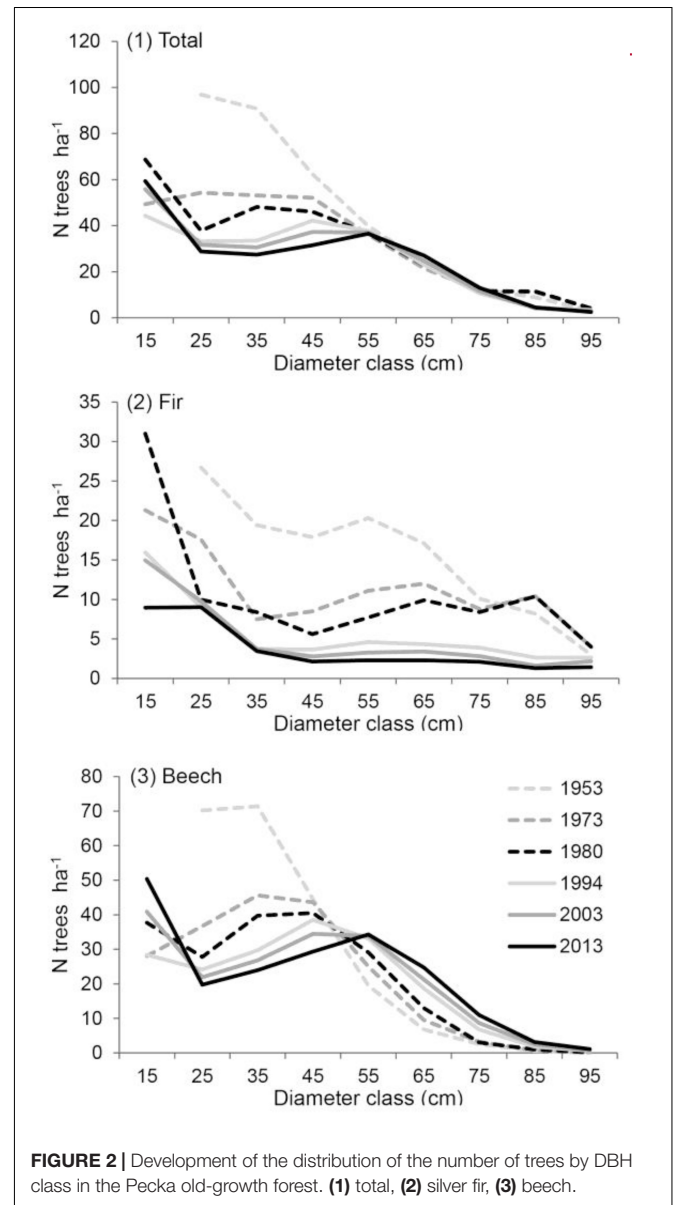 (1) Total
120
100
80
60
40
20
0
N trees ha-1
15 25 35 45 55 65 75 85 95
Diameter class (cm)
(2) Fir
35
30
25
20
15
10
5
0
N trees ha-1
15 25 35 45 55 65 75 85 95
Diameter class (cm)
(3) Beech
80
70
60
50
40
30
20
10
0
N trees ha-1
1953
1973
1980
1994
2003
2013
15 25 35 45 55 65 75 85 95
Diameter class (cm)
FIGURE 2 | Development of the distribution of the number of trees by DBH
class in the Pecka old-growth forest. (1) total, (2) silver fir, (3) beech.